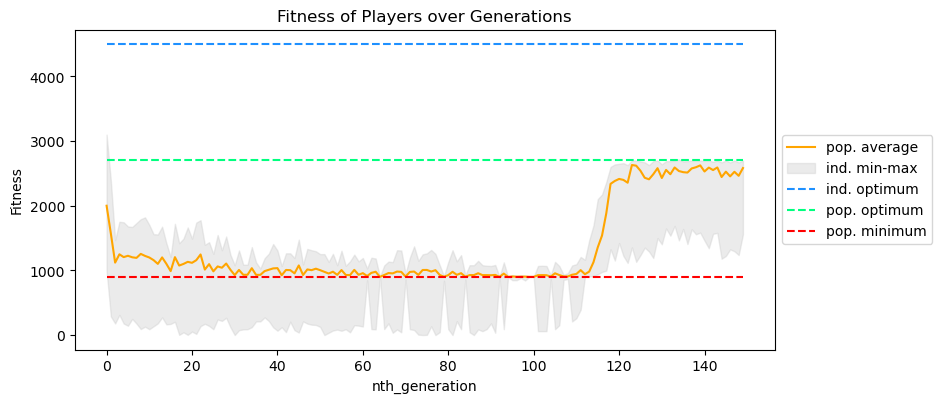 Fitness of Players over Generations
Fitness
4000
3000
2000
1000
0
0 20 40 60 80 100 120 140
nth_generation
pop. average
ind. min-max
ind. optimum
pop. optimum
pop. minimum